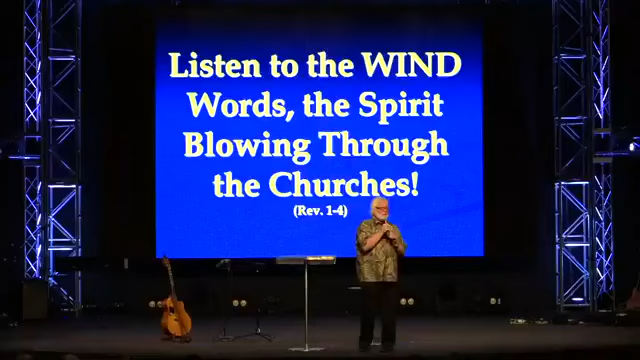 Listen to the WIND
Words, the Spirit
Blowing Through
the Churches!
(Rev. 1-4)